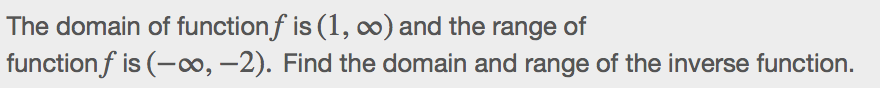 The domain of function f is (1, ∞) and the range of
function f is (−∞, −2). Find the domain and range of the inverse function.